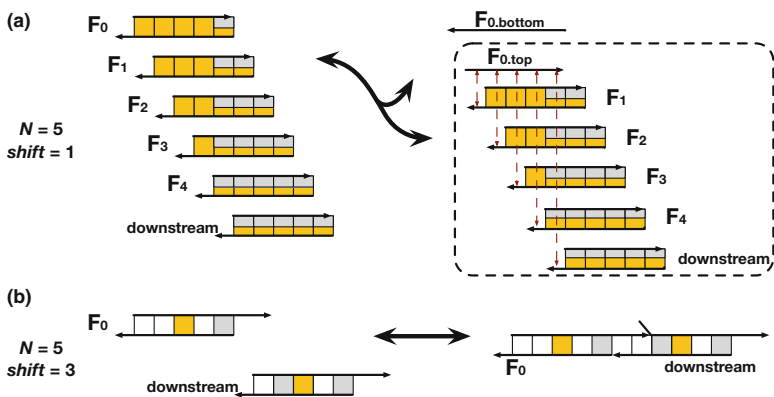 (a)
F0
F1
F2
F3
F4
downstream
N = 5
shift = 1
F0.bottom
F0.top
F1
F2
F3
F4
downstream
(b)
F0
N = 5
shift = 3
downstream
F0
downstream